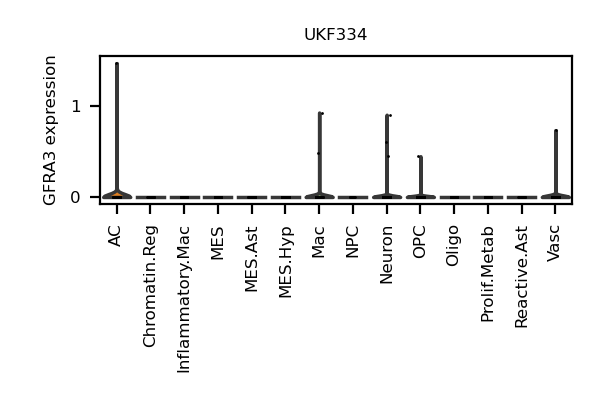 UKF334
GFRA3 expression
1
0
AC
Chromatin.Reg
Inflammatory.Mac
MES
MES.Ast
MES.Hyp
Mac
NPC
Neuron
OPC
Oligo
Prolif.Metab
Reactive.Ast
Vasc